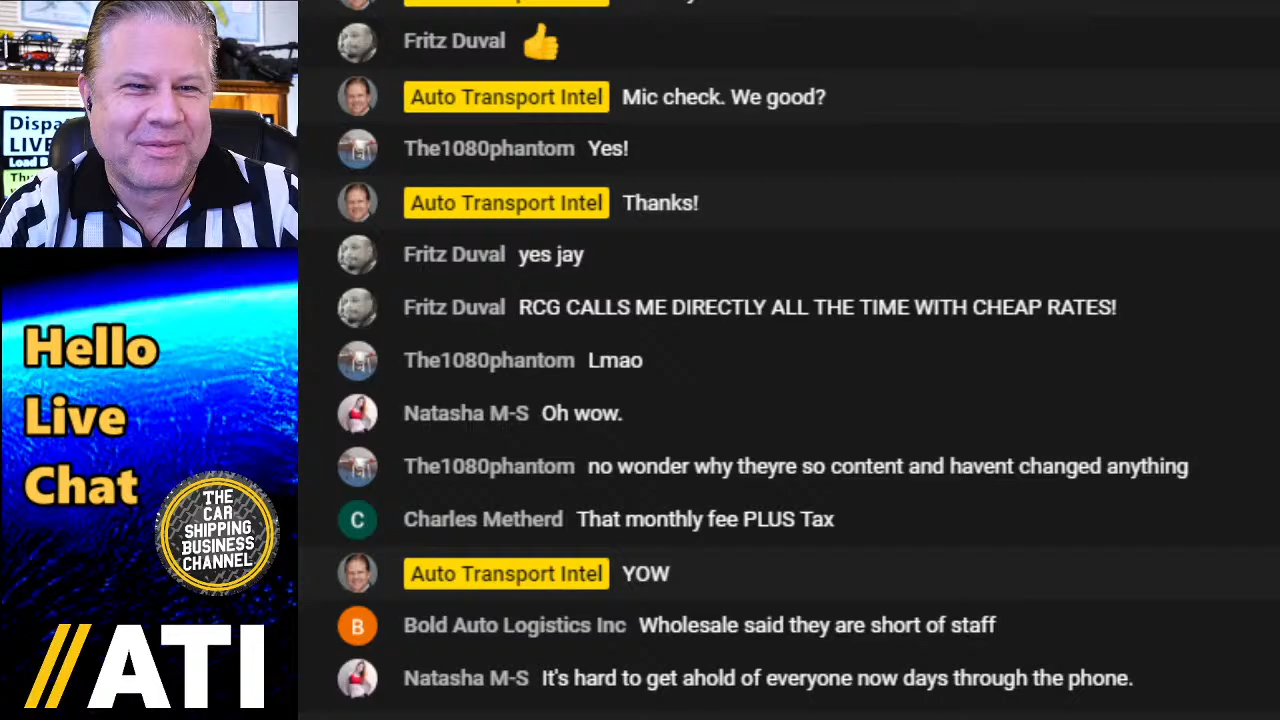 Dispa
LIVE
Load B
Thu
Hello
Live
Chat
THE
CAR
SHIPPING
BUSINESS
CHANNEL
//ATI
Fritz Duval 👍
Auto Transport Intel Mic check. We good?
The1080phantom Yes!
Auto Transport Intel Thanks!
Fritz Duval yes jay
Fritz Duval RCG CALLS ME DIRECTLY ALL THE TIME WITH CHEAP RATES!
The1080phantom Lmao
Natasha M-S Oh wow.
The1080phantom no wonder why theyre so content and havent changed anything
C Charles Metherd That monthly fee PLUS Tax
Auto Transport Intel YOW
B Bold Auto Logistics Inc Wholesale said they are short of staff
Natasha M-S It's hard to get ahold of everyone now days through the phone.